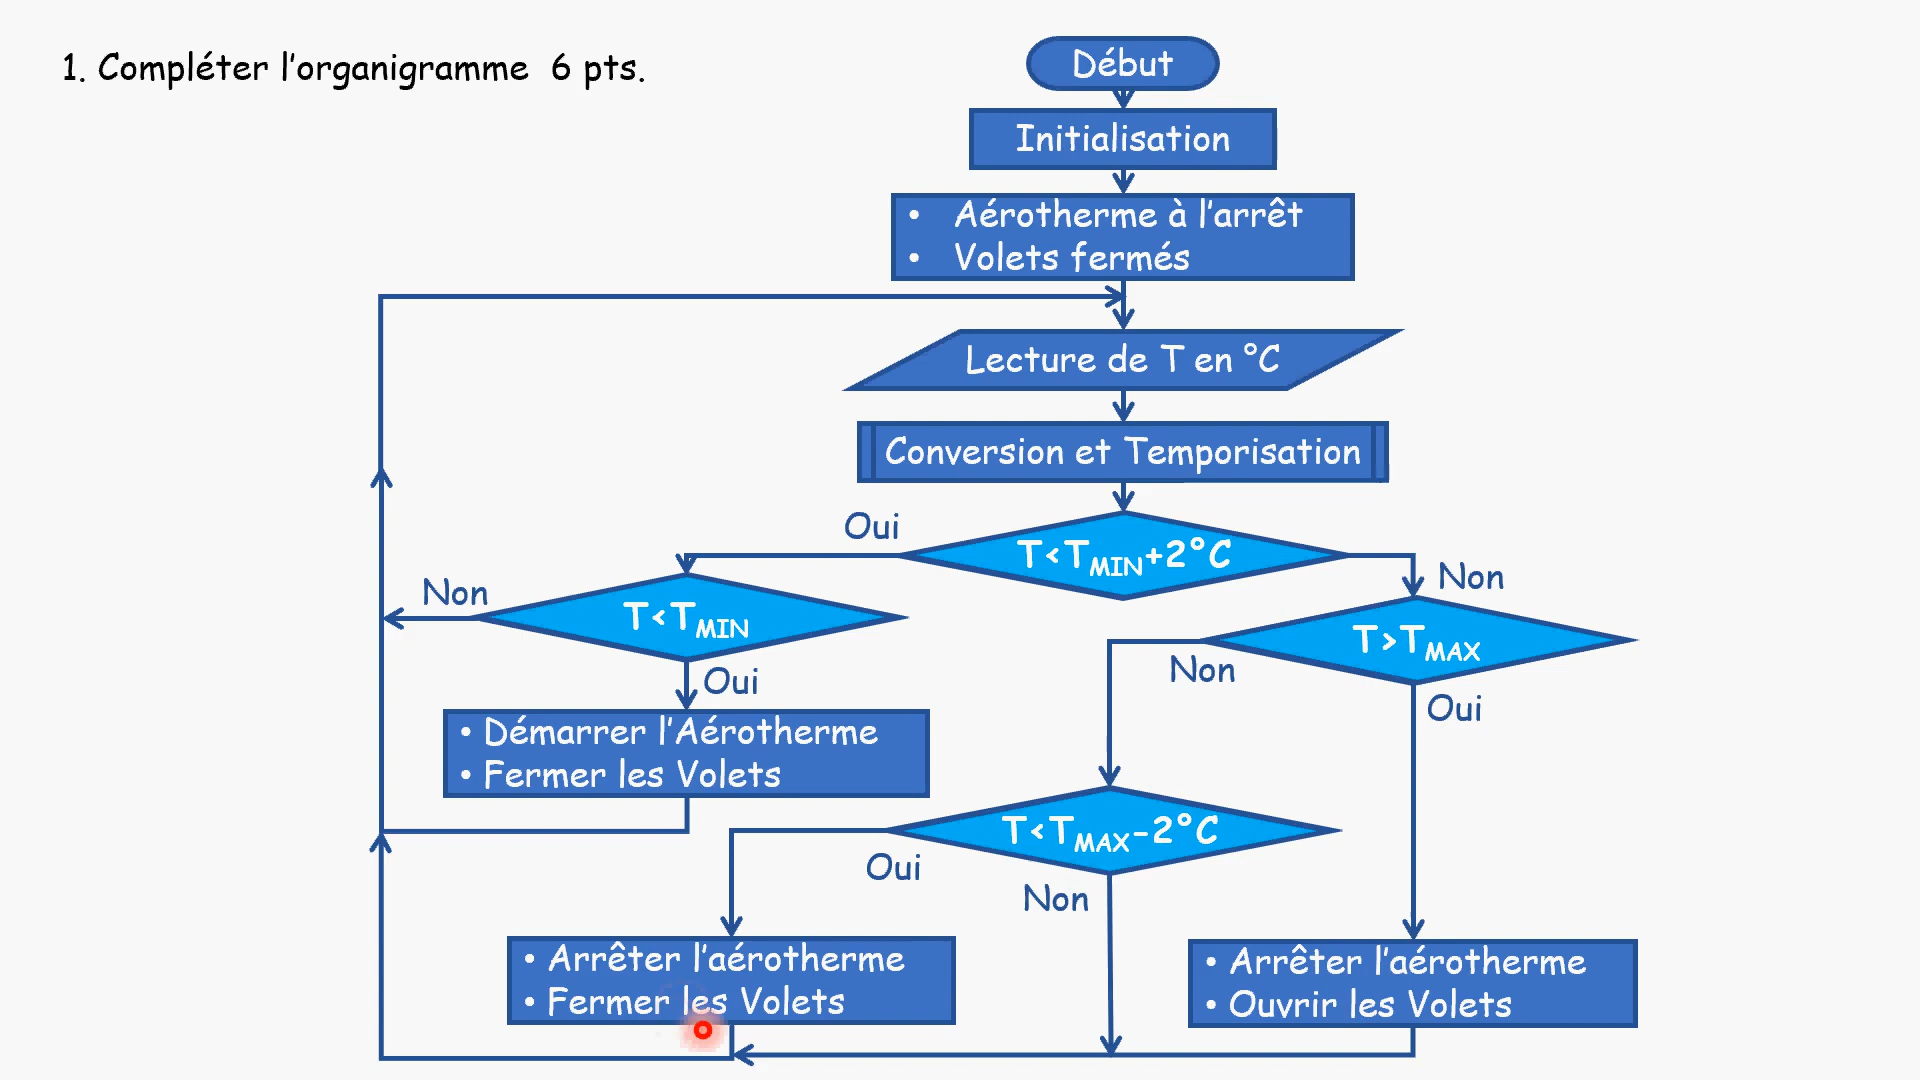 1. Compléter l'organigramme 6 pts.
Début
Initialisation
• Aérotherme à l'arrêt
• Volets fermés
Lecture de T en °C
Conversion et Temporisation
Oui
T<TMIN+2°C
Non
Non
T<TMIN
T>TMAX
Non
Oui
Oui
• Démarrer l'Aérotherme
• Fermer les Volets
T<TMAX-2°C
Oui
Non
• Arrêter l'aérotherme
• Fermer les Volets
• Arrêter l'aérotherme
• Ouvrir les Volets